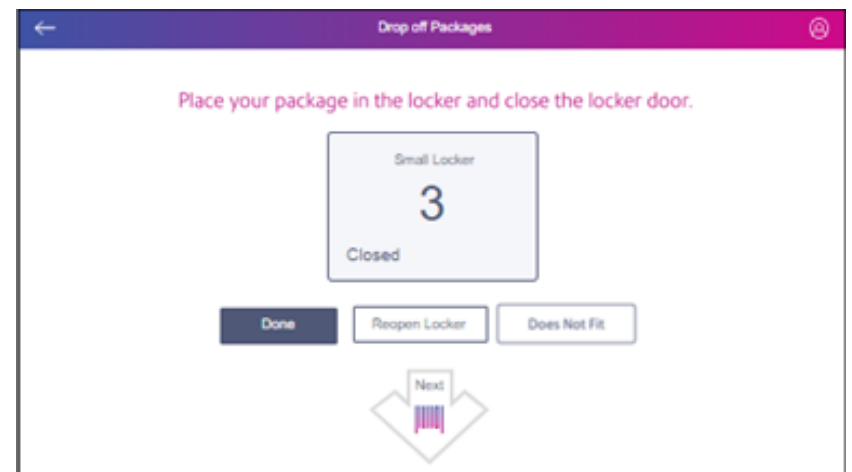 Drop off Packages
Place your package in the locker and close the locker door.
Small Locker
3
Closed
Done
Reopen Locker
Does Not Fit
Next